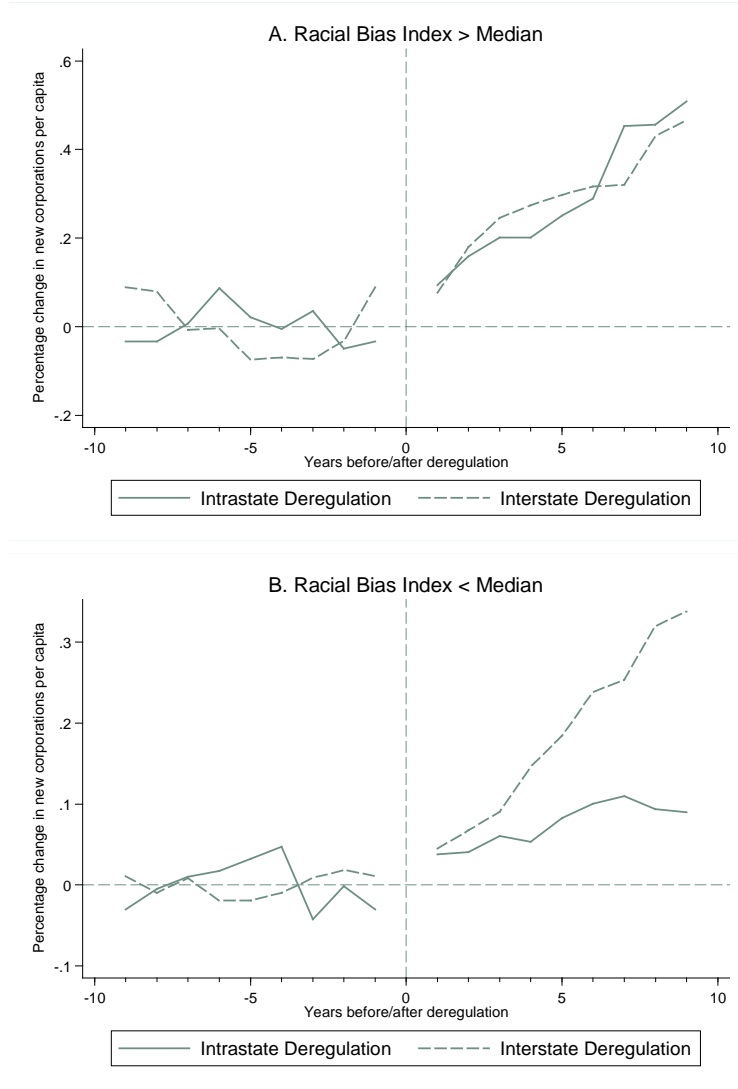 A. Racial Bias Index > Median
Percentage change in new corporations per capita
.6
.4
.2
0
-.2
-10
-5
0
5
10
Years before/after deregulation
Intrastate Deregulation
Interstate Deregulation
B. Racial Bias Index < Median
Percentage change in new corporations per capita
.3
.2
.1
0
-.1
-10
-5
0
5
10
Years before/after deregulation
Intrastate Deregulation
Interstate Deregulation